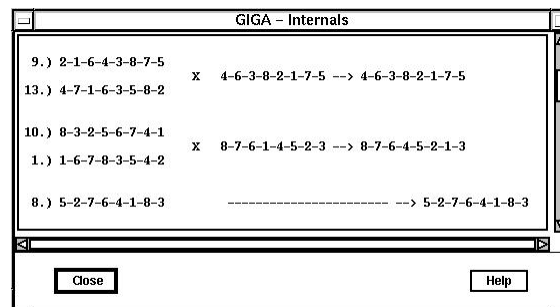 GIGA – Internals
9.) 2-1-6-4-3-8-7-5
X 4-6-3-8-2-1-7-5 --> 4-6-3-8-2-1-7-5
13.) 4-7-1-6-3-5-8-2
10.) 8-3-2-5-6-7-4-1
X 8-7-6-1-4-5-2-3 --> 8-7-6-4-5-2-1-3
1.) 1-6-7-8-3-5-4-2
8.) 5-2-7-6-4-1-8-3 ----------------------- --> 5-2-7-6-4-1-8-3
Close
Help